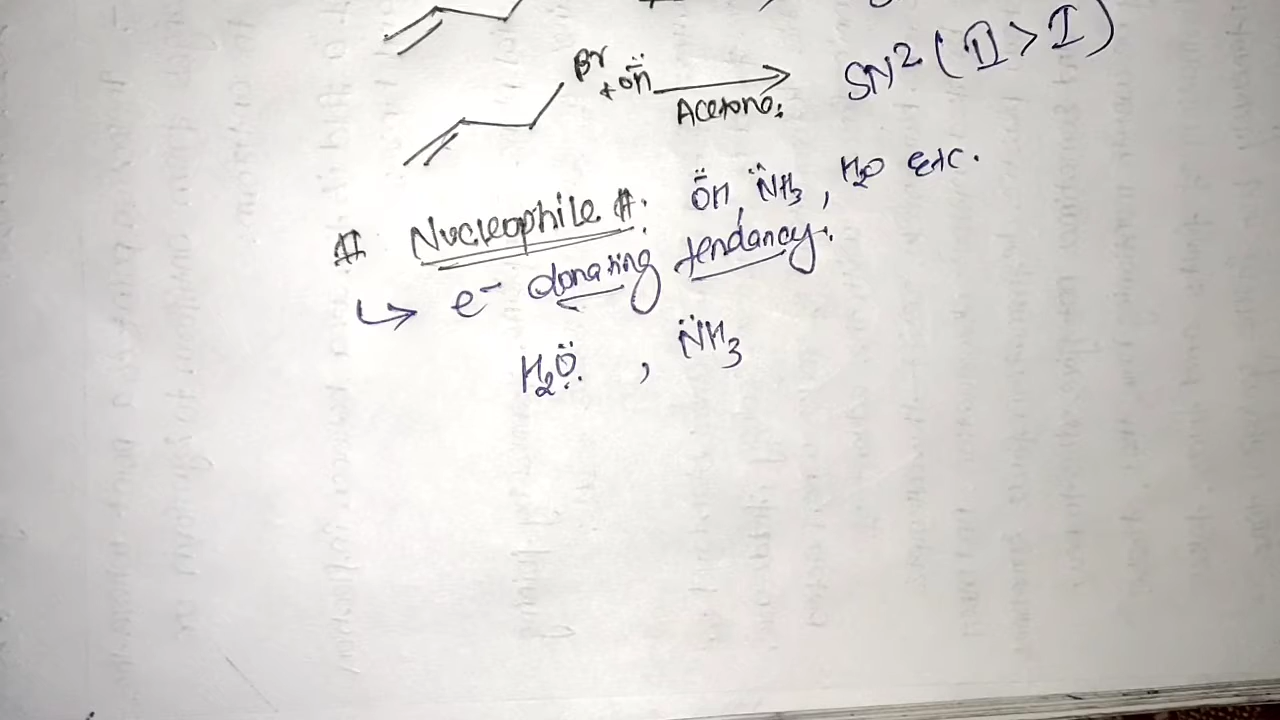 Br
+ ÖH
Acetone.
SN² ( II > I )
# Nucleophile #: ÖH, N̈H₃, H₂O Etc.
↳ e⁻ donating tendancy.
H₂Ö, N̈H₃